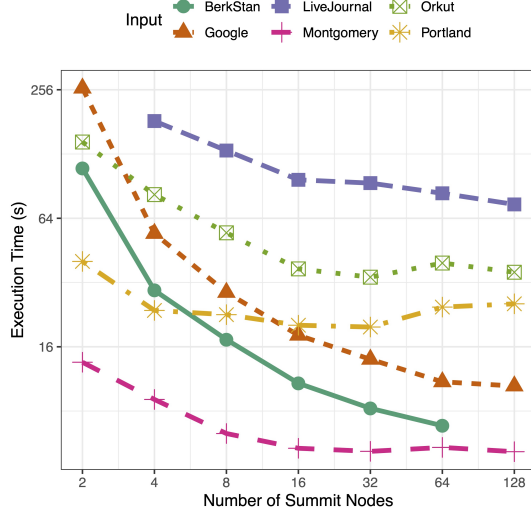 Input
BerkStan
LiveJournal
Orkut
Google
Montgomery
Portland
Execution Time (s)
256
64
16
2 4 8 16 32 64 128
Number of Summit Nodes